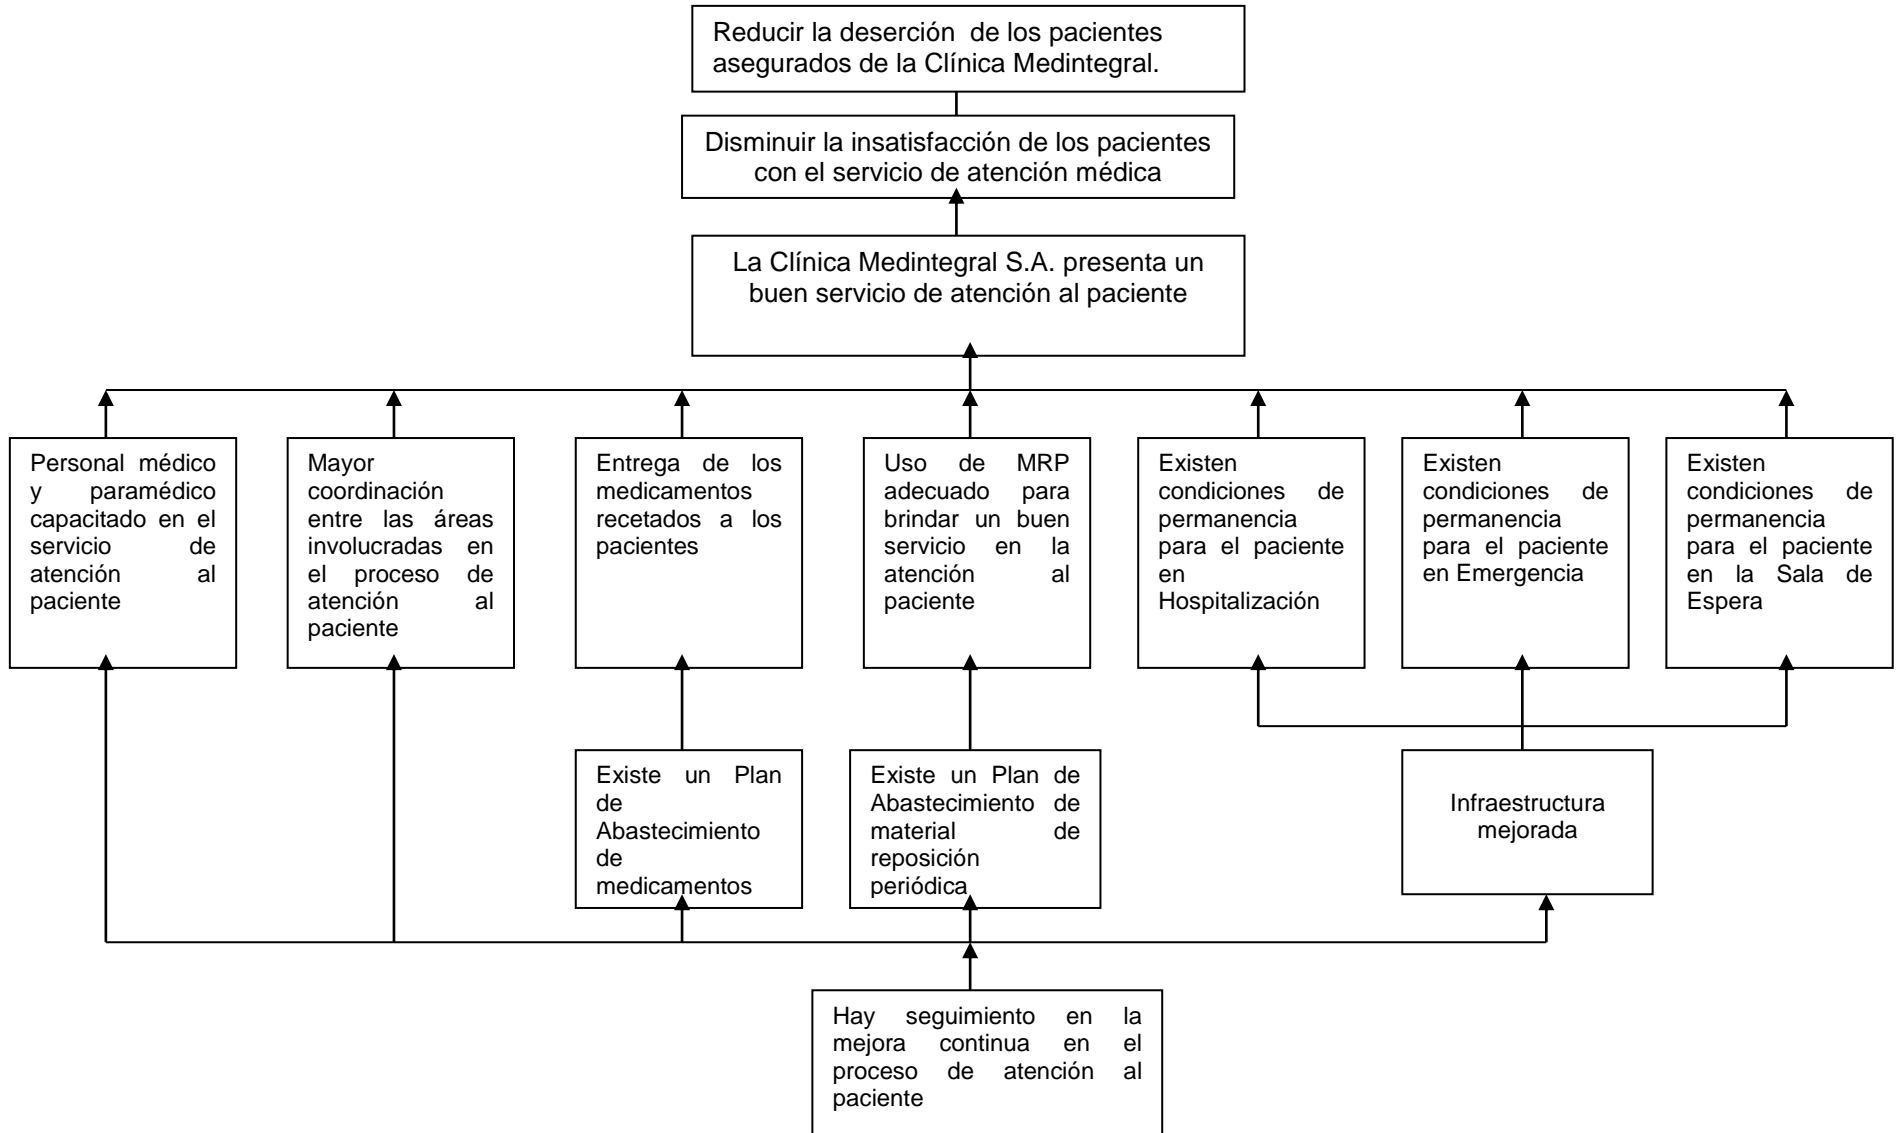 Reducir la deserción de los pacientes
asegurados de la Clínica Medintegral.
Disminuir la insatisfacción de los pacientes
con el servicio de atención médica
La Clínica Medintegral S.A. presenta un
buen servicio de atención al paciente
Personal médico
y paramédico
capacitado en el
servicio de
atención al
paciente
Mayor
coordinación
entre las áreas
involucradas en
el proceso de
atención al
paciente
Entrega de los
medicamentos
recetados a los
pacientes
Uso de MRP
adecuado para
brindar un buen
servicio en la
atención al
paciente
Existen
condiciones de
permanencia
para el paciente
en
Hospitalización
Existen
condiciones de
permanencia
para el paciente
en Emergencia
Existen
condiciones de
permanencia
para el paciente
en la Sala de
Espera
Existe un Plan
de
Abastecimiento
de
medicamentos
Existe un Plan de
Abastecimiento de
material de
reposición
periódica
Infraestructura
mejorada
Hay seguimiento en la
mejora continua en el
proceso de atención al
paciente